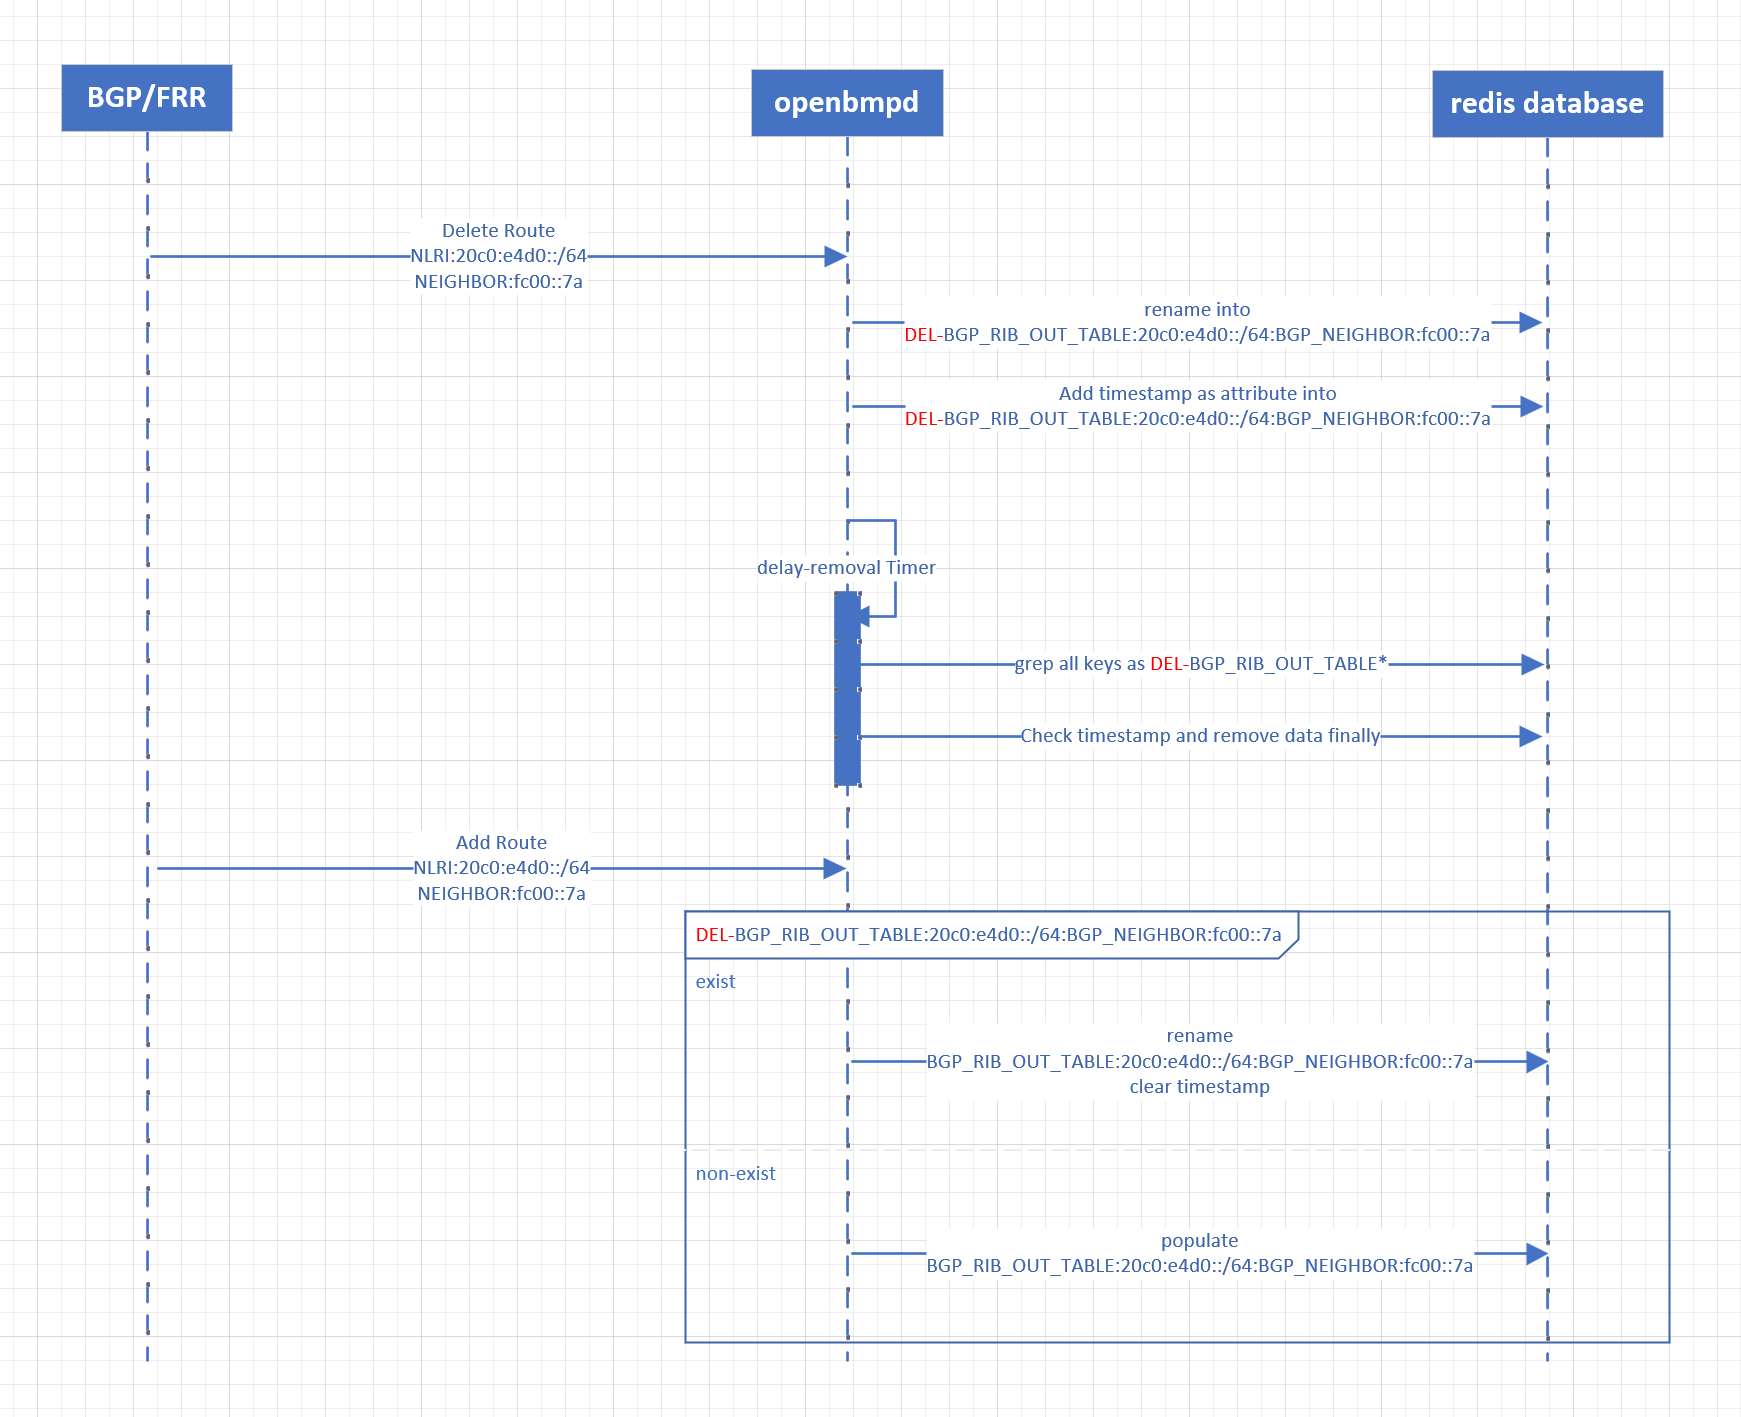 BGP/FRR
openbmpd
redis database
Delete Route
NLRI:20c0:e4d0::/64
NEIGHBOR:fc00::7a
rename into
DEL-BGP_RIB_OUT_TABLE:20c0:e4d0::/64:BGP_NEIGHBOR:fc00::7a
Add timestamp as attribute into
DEL-BGP_RIB_OUT_TABLE:20c0:e4d0::/64:BGP_NEIGHBOR:fc00::7a
delay-removal Timer
grep all keys as DEL-BGP_RIB_OUT_TABLE*
Check timestamp and remove data finally
Add Route
NLRI:20c0:e4d0::/64
NEIGHBOR:fc00::7a
DEL-BGP_RIB_OUT_TABLE:20c0:e4d0::/64:BGP_NEIGHBOR:fc00::7a
exist
rename
BGP_RIB_OUT_TABLE:20c0:e4d0::/64:BGP_NEIGHBOR:fc00::7a
clear timestamp
non-exist
populate
BGP_RIB_OUT_TABLE:20c0:e4d0::/64:BGP_NEIGHBOR:fc00::7a